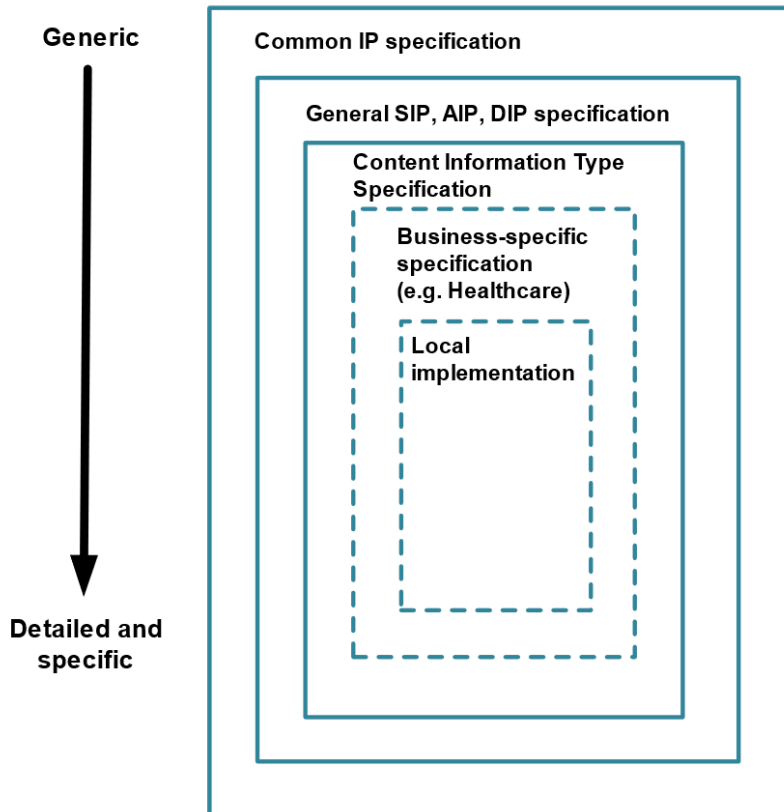 Generic
Common IP specification
General SIP, AIP, DIP specification
Content Information Type
Specification
Business-specific
specification
(e.g. Healthcare)
Local
implementation
Detailed and
specific